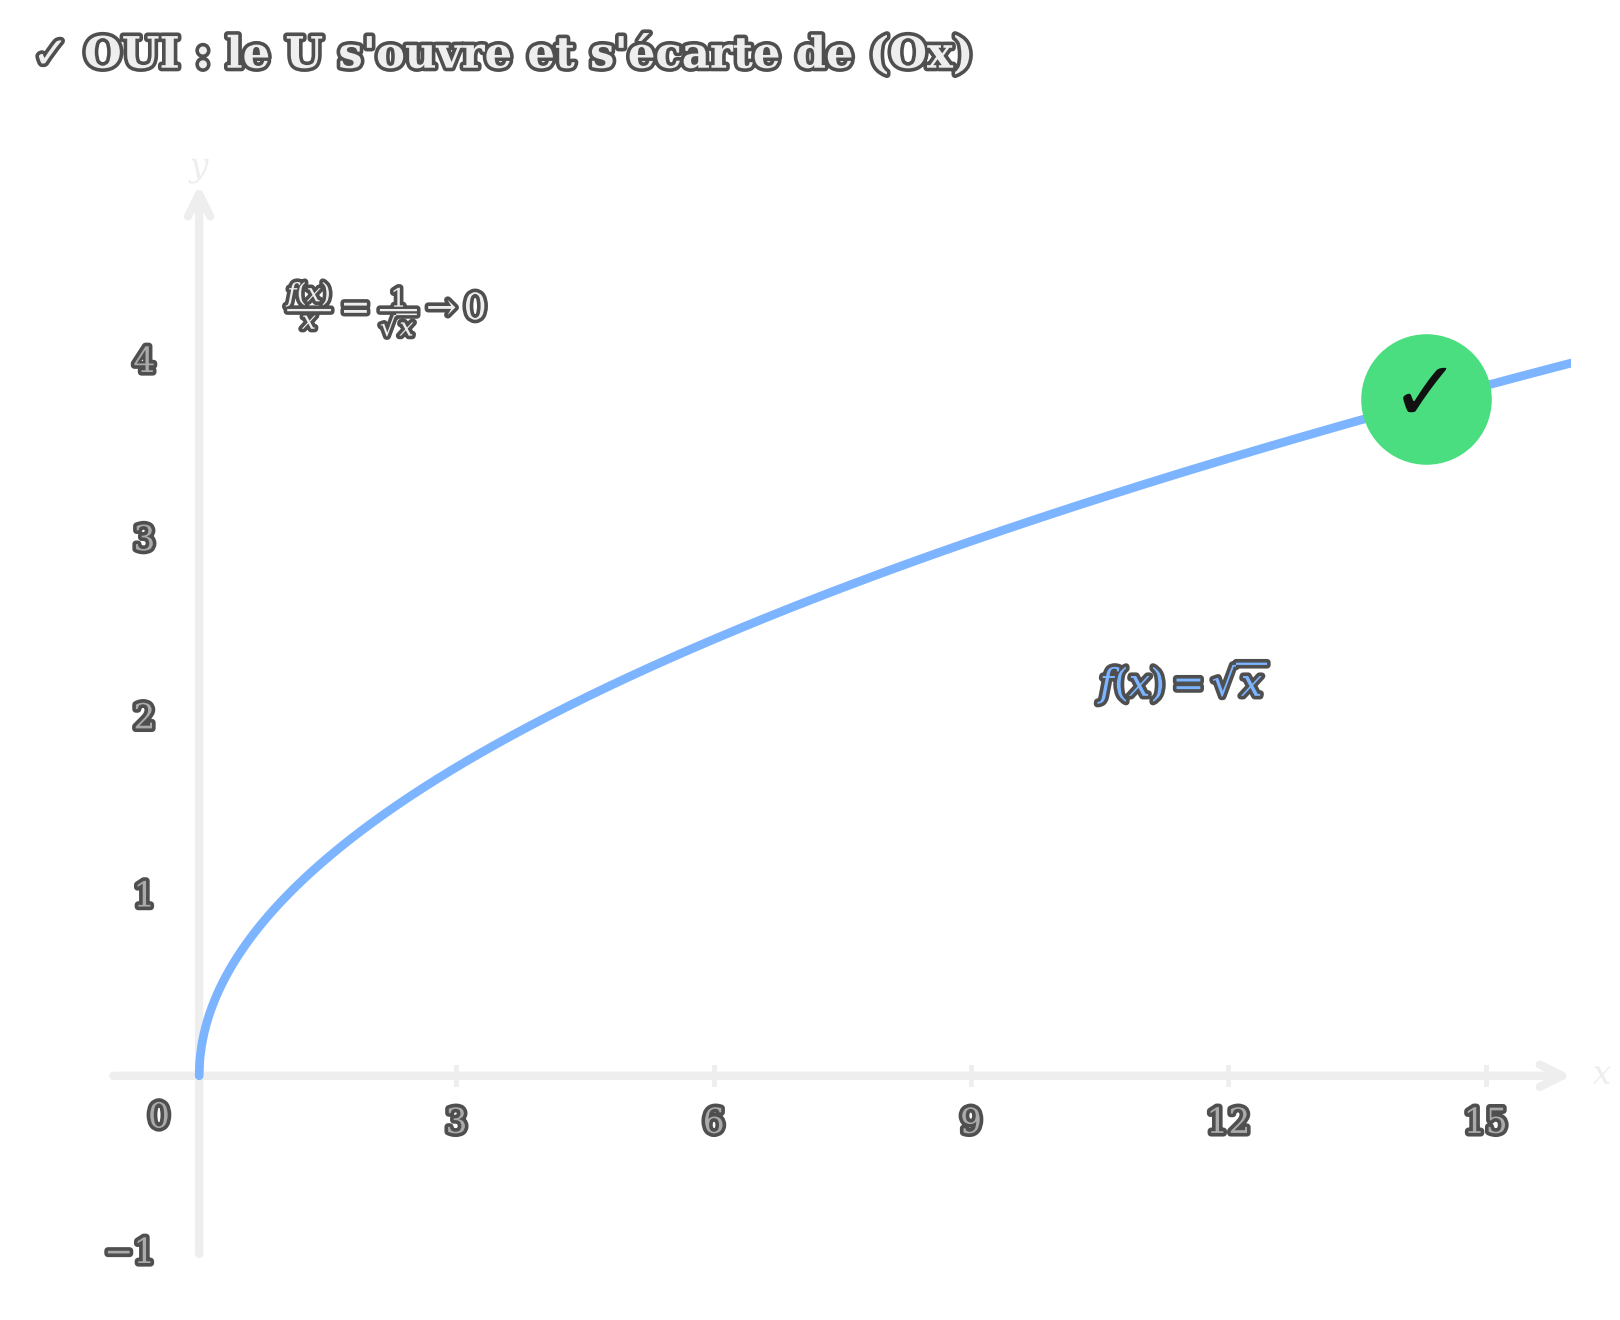 ✓ OUI : le U s'ouvre et s'écarte de (Ox)
y
f(x)/x = 1/√x → 0
4
3
2
f(x) = √x
1
x
0 3 6 9 12 15
−1